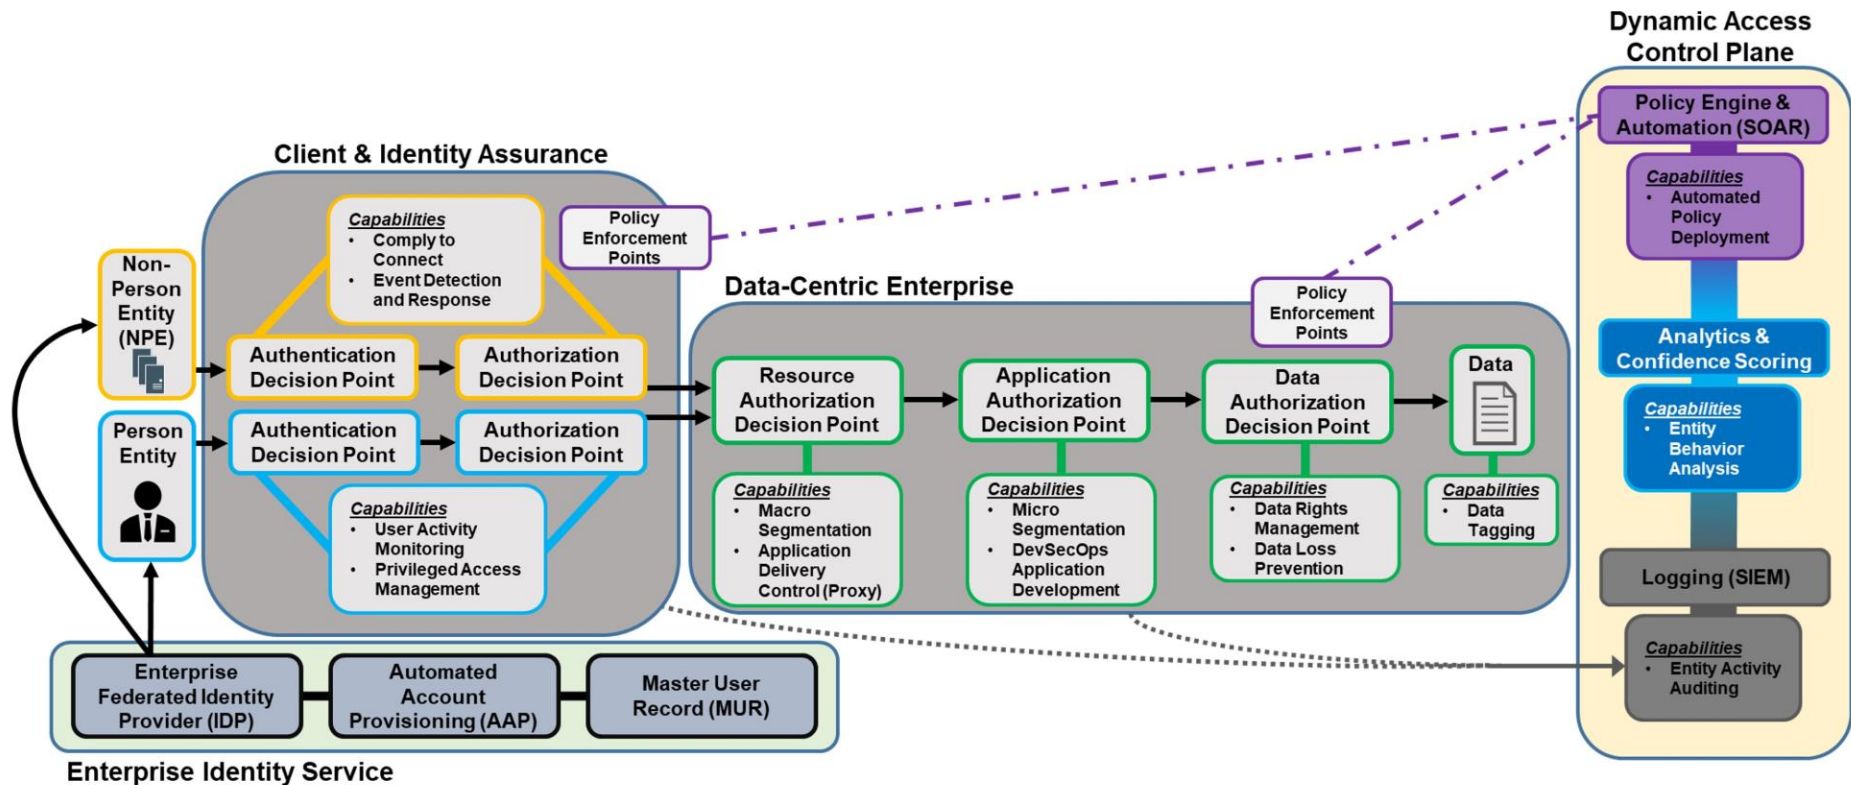 Dynamic Access
Control Plane
Policy Engine &
Automation (SOAR)
Capabilities
• Automated
Policy
Deployment
Analytics &
Confidence Scoring
Capabilities
• Entity
Behavior
Analysis
Logging (SIEM)
Capabilities
• Entity Activity
Auditing
Client & Identity Assurance
Capabilities
• Comply to
Connect
• Event Detection
and Response
Policy
Enforcement
Points
Non-
Person
Entity
(NPE)
Authentication
Decision Point
Authorization
Decision Point
Person
Entity
Authentication
Decision Point
Authorization
Decision Point
Capabilities
• User Activity
Monitoring
• Privileged Access
Management
Data-Centric Enterprise
Policy
Enforcement
Points
Resource
Authorization
Decision Point
Application
Authorization
Decision Point
Data
Authorization
Decision Point
Data
Capabilities
• Macro
Segmentation
• Application
Delivery
Control (Proxy)
Capabilities
• Micro
Segmentation
• DevSecOps
Application
Development
Capabilities
• Data Rights
Management
• Data Loss
Prevention
Capabilities
• Data
Tagging
Enterprise
Federated Identity
Provider (IDP)
Automated
Account
Provisioning (AAP)
Master User
Record (MUR)
Enterprise Identity Service